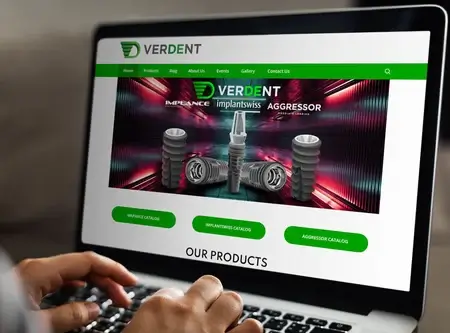 VERDENT
Home Products Blog About Us Events Gallery Contact Us
VERDENT
IMPLANCE implantswiss AGGRESSOR
IMPLANCE CATALOG
IMPLANTSWISS CATALOG
AGGRESSOR CATALOG
OUR PRODUCTS